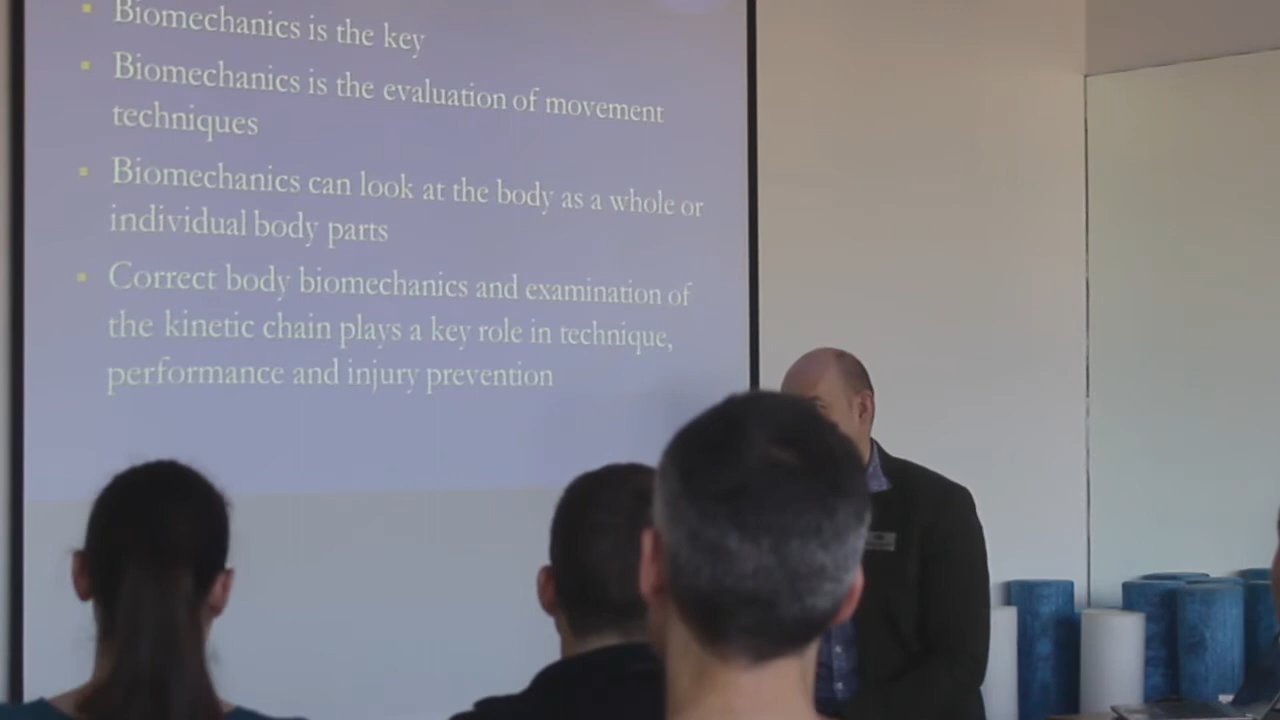 ▪ Biomechanics is the key
▪ Biomechanics is the evaluation of movement
techniques
▪ Biomechanics can look at the body as a whole or
individual body parts
▪ Correct body biomechanics and examination of
the kinetic chain plays a key role in technique,
performance and injury prevention